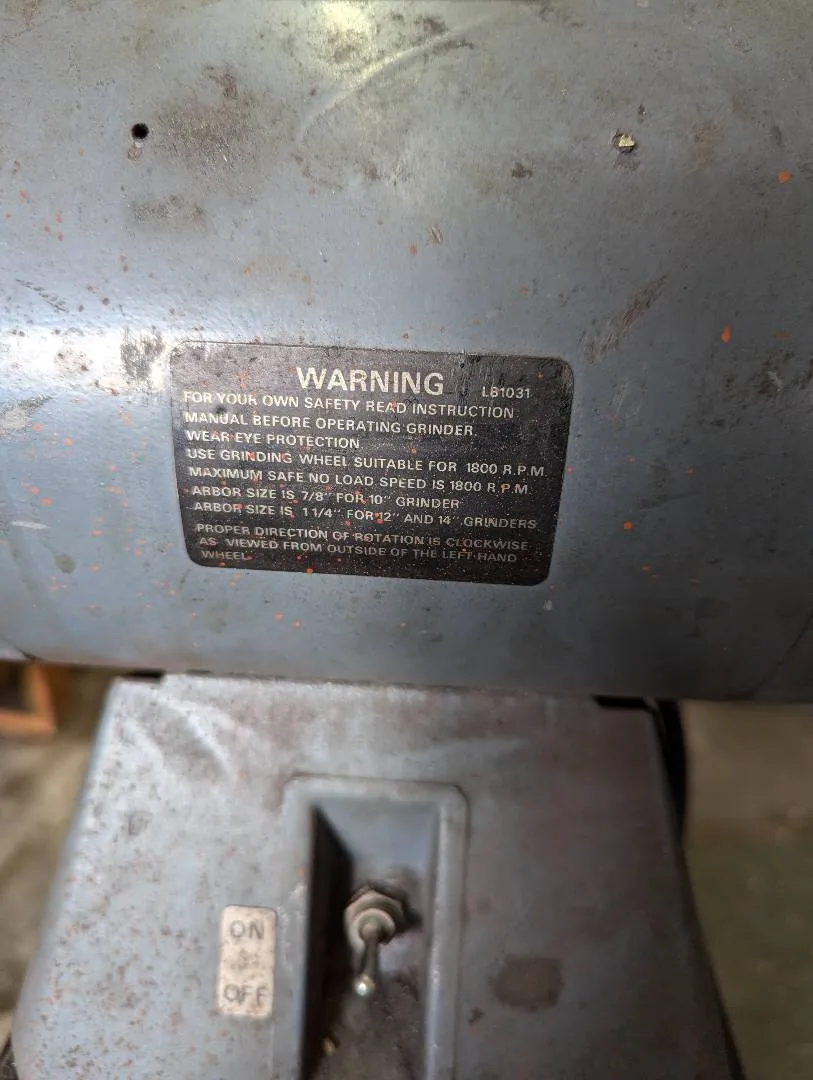 WARNING L81031
FOR YOUR OWN SAFETY READ INSTRUCTION
MANUAL BEFORE OPERATING GRINDER.
WEAR EYE PROTECTION
USE GRINDING WHEEL SUITABLE FOR 1800 R.P.M.
MAXIMUM SAFE NO LOAD SPEED IS 1800 R.P.M.
ARBOR SIZE IS 7/8" FOR 10" GRINDER
ARBOR SIZE IS 1 1/4" FOR 12" AND 14" GRINDERS
PROPER DIRECTION OF ROTATION IS CLOCKWISE
AS VIEWED FROM OUTSIDE OF THE LEFT-HAND
WHEEL.
ON
OFF